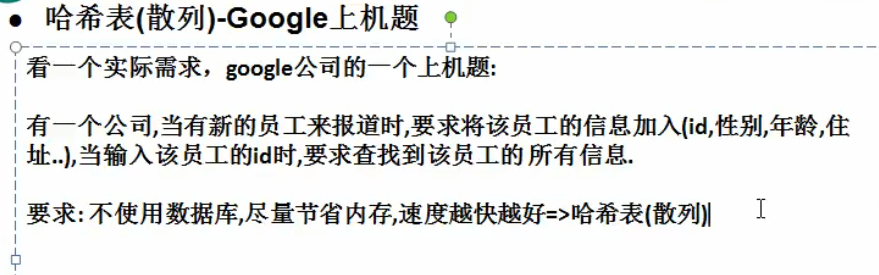 ● 哈希表(散列)-Google上机题
看一个实际需求，google公司的一个上机题:
有一个公司,当有新的员工来报道时,要求将该员工的信息加入(id,性别,年龄,住
址..),当输入该员工的id时,要求查找到该员工的 所有信息.
要求: 不使用数据库,尽量节省内存,速度越快越好=>哈希表(散列)